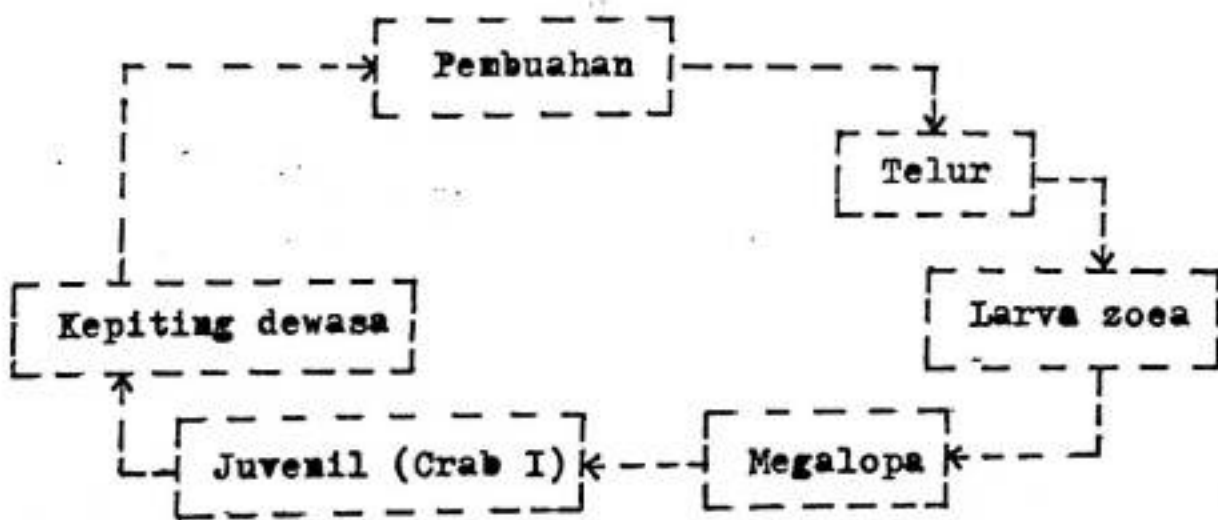 Pembuahan
Telur
Larva zoea
Megalopa
Juvenil (Crab I)
Kepiting dewasa